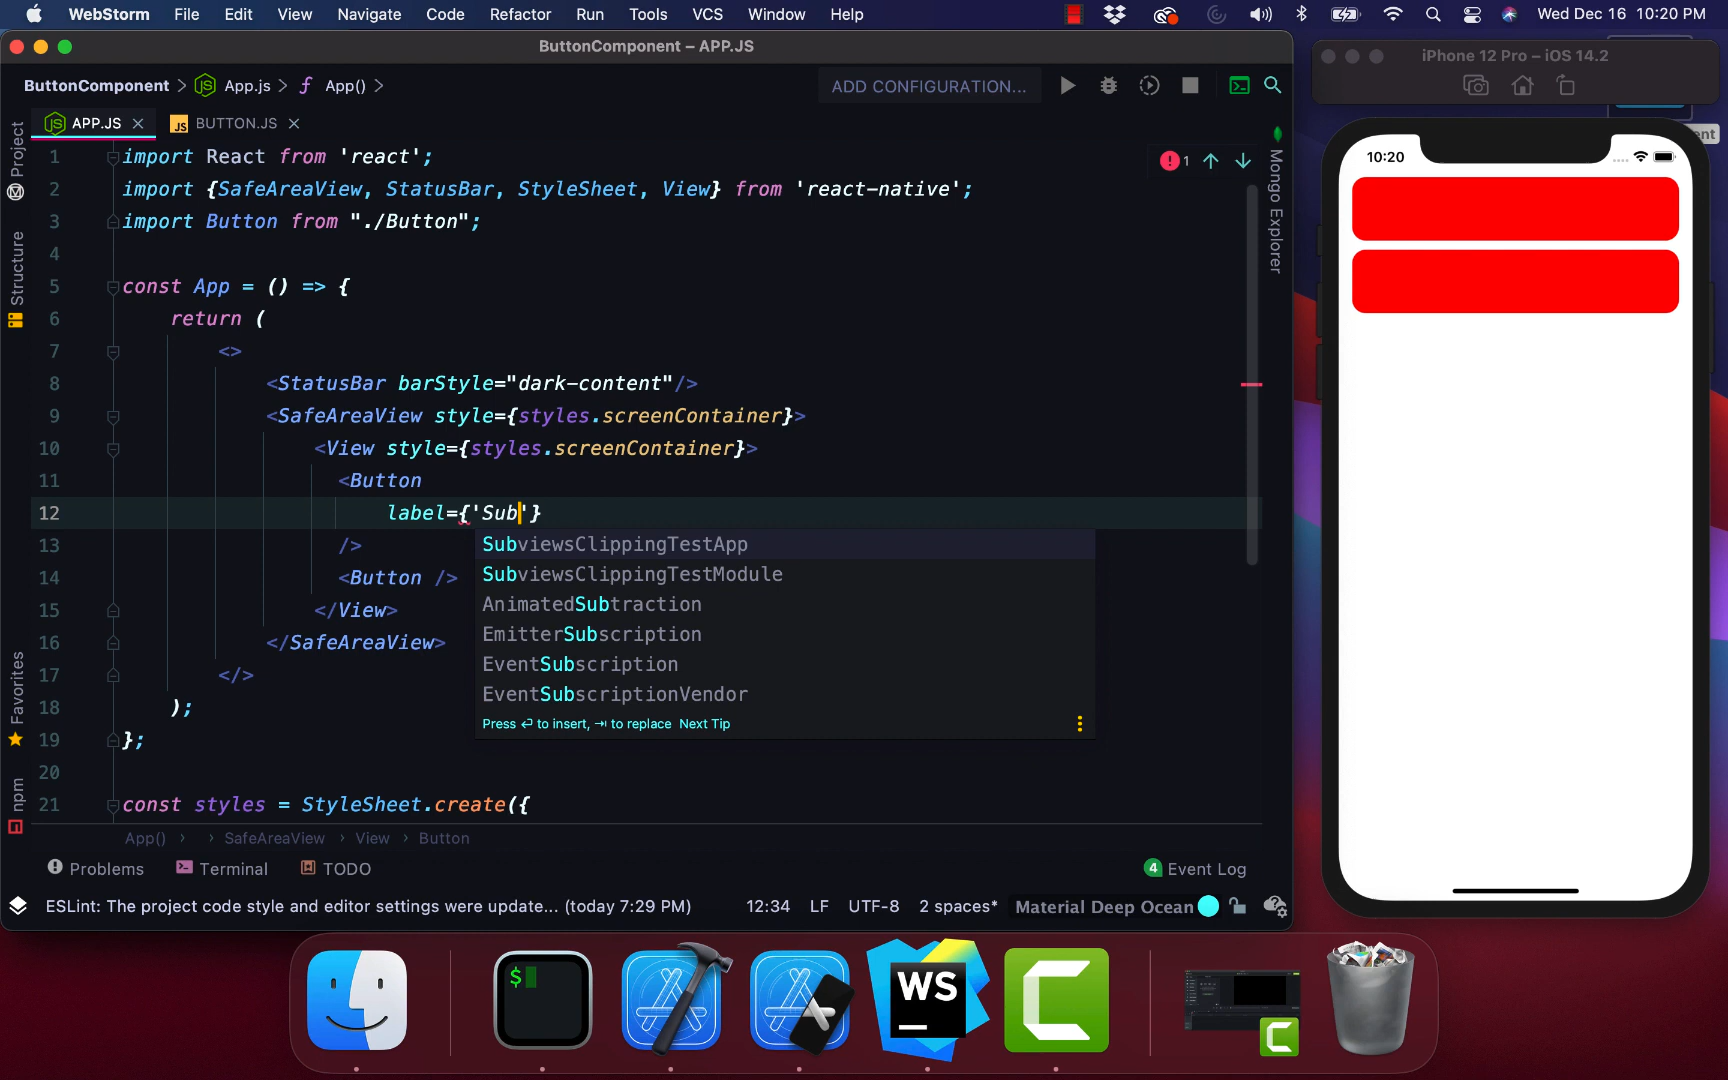 WebStorm File Edit View Navigate Code Refactor Run Tools VCS Window Help Wed Dec 16 10:20 PM
ButtonComponent – APP.JS
ButtonComponent > App.js > App() >
ADD CONFIGURATION...
APP.JS
BUTTON.JS
1 import React from 'react';
2 import {SafeAreaView, StatusBar, StyleSheet, View} from 'react-native';
3 import Button from "./Button";
4
5 const App = () => {
6 return (
7 <>
8 <StatusBar barStyle="dark-content"/>
9 <SafeAreaView style={styles.screenContainer}>
10 <View style={styles.screenContainer}>
11 <Button
12 label={'Sub'}
13 />
14 <Button />
15 </View>
16 </SafeAreaView>
17 </>
18 );
19 };
20
21 const styles = StyleSheet.create({
1
SubviewsClippingTestApp
SubviewsClippingTestModule
AnimatedSubtraction
EmitterSubscription
EventSubscription
EventSubscriptionVendor
Press ↩ to insert, ⇥ to replace Next Tip
Project
Structure
Favorites
npm
Mongo Explorer
App() › › SafeAreaView › View › Button
Problems
Terminal
TODO
4 Event Log
ESLint: The project code style and editor settings were update... (today 7:29 PM)
12:34 LF UTF-8 2 spaces* Material Deep Ocean
iPhone 12 Pro – iOS 14.2
ent
10:20
$
WS